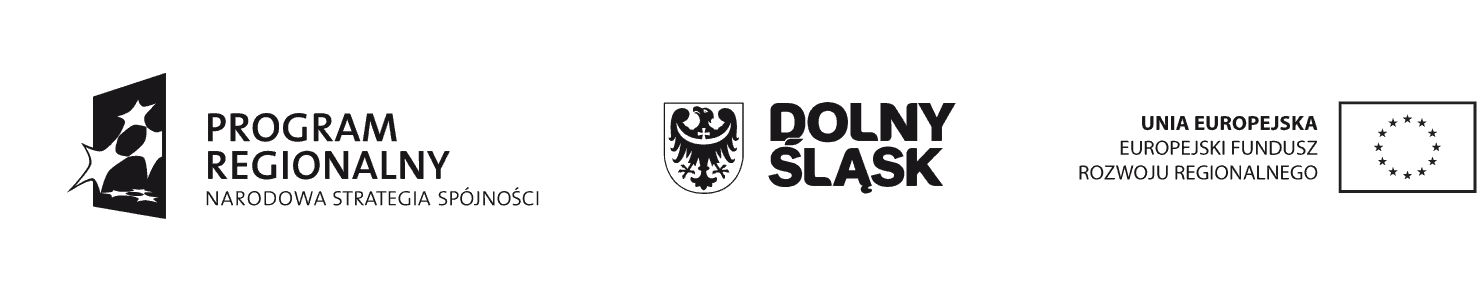 PROGRAM
REGIONALNY
NARODOWA STRATEGIA SPÓJNOŚCI
DOLNY
ŚLĄSK
UNIA EUROPEJSKA
EUROPEJSKI FUNDUSZ
ROZWOJU REGIONALNEGO